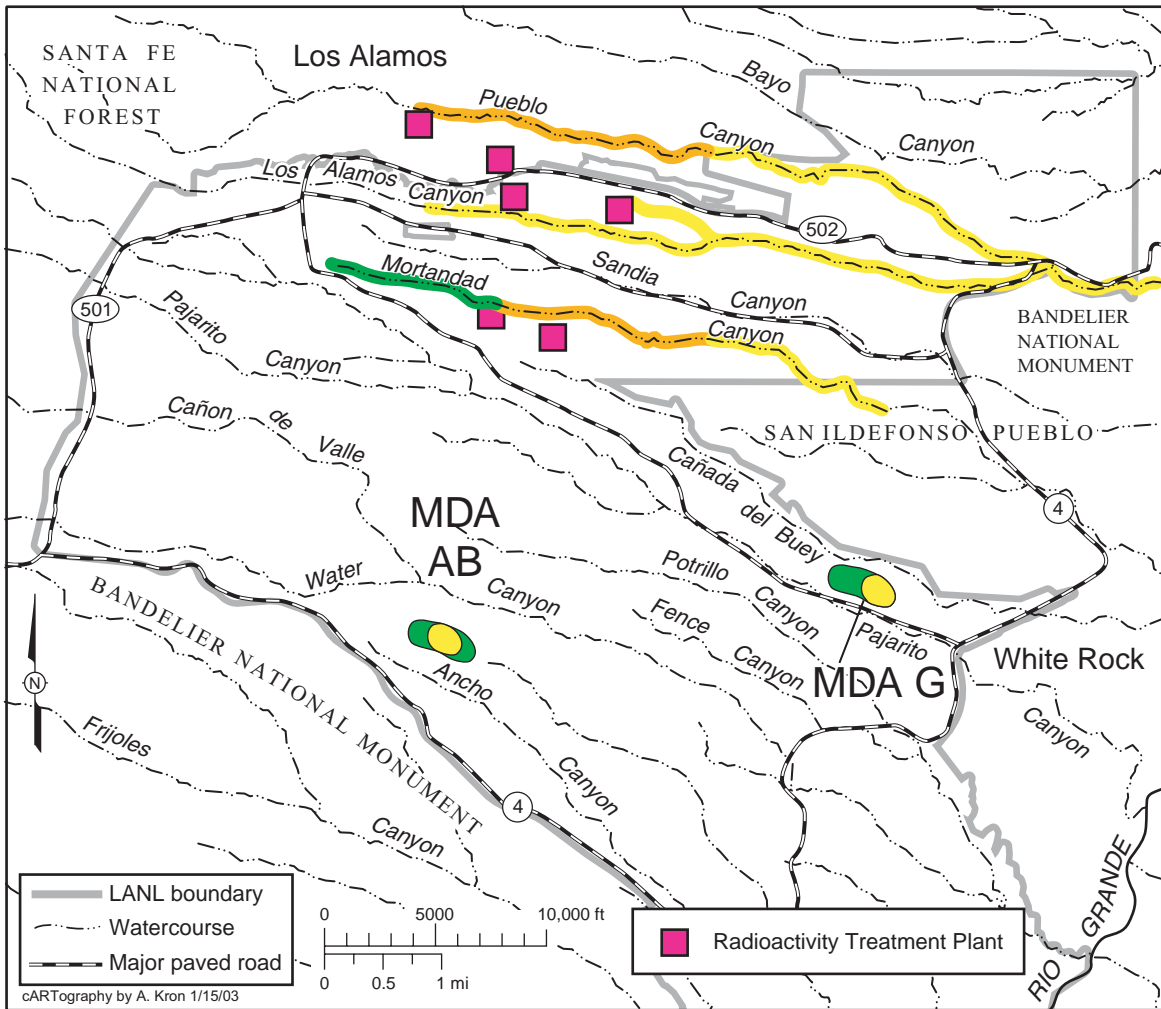 SANTA FE
NATIONAL
FOREST
Los Alamos
Bayo
Canyon
Pueblo
Canyon
Los Alamos
Canyon
502
Sandia
Canyon
Mortandad
Canyon
501
Pajarito
Canyon
BANDELIER
NATIONAL
MONUMENT
Cañon de Valle
SAN ILDEFONSO PUEBLO
Cañada del Buey
4
MDA
AB
Water
Canyon
Potrillo
Canyon
Fence
Canyon
Pajarito
White Rock
MDA G
Canyon
BANDELIER NATIONAL MONUMENT
Ancho
Canyon
N
Frijoles
Canyon
4
RIO GRANDE
LANL boundary
Watercourse
Major paved road
cARTography by A. Kron 1/15/03
0 5000 10,000 ft
0 0.5 1 mi
Radioactivity Treatment Plant